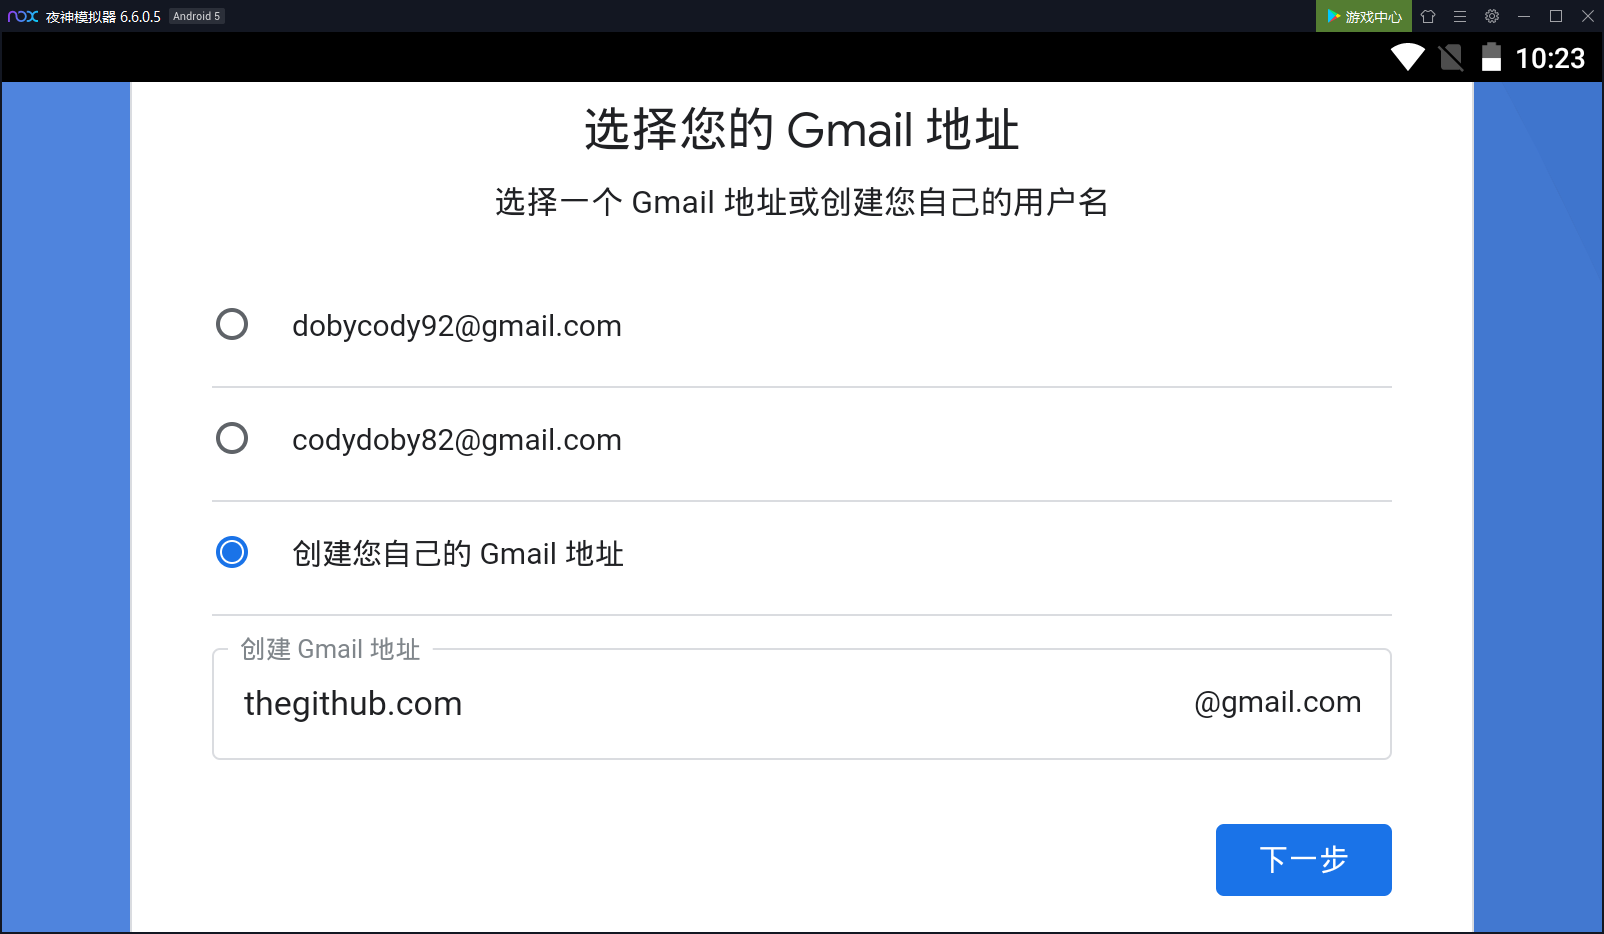 nox 夜神模拟器 6.6.0.5 Android 5 游戏中心
10:23
选择您的 Gmail 地址
选择一个 Gmail 地址或创建您自己的用户名
dobycody92@gmail.com
codydoby82@gmail.com
创建您自己的 Gmail 地址
创建 Gmail 地址
thegithub.com @gmail.com
下一步